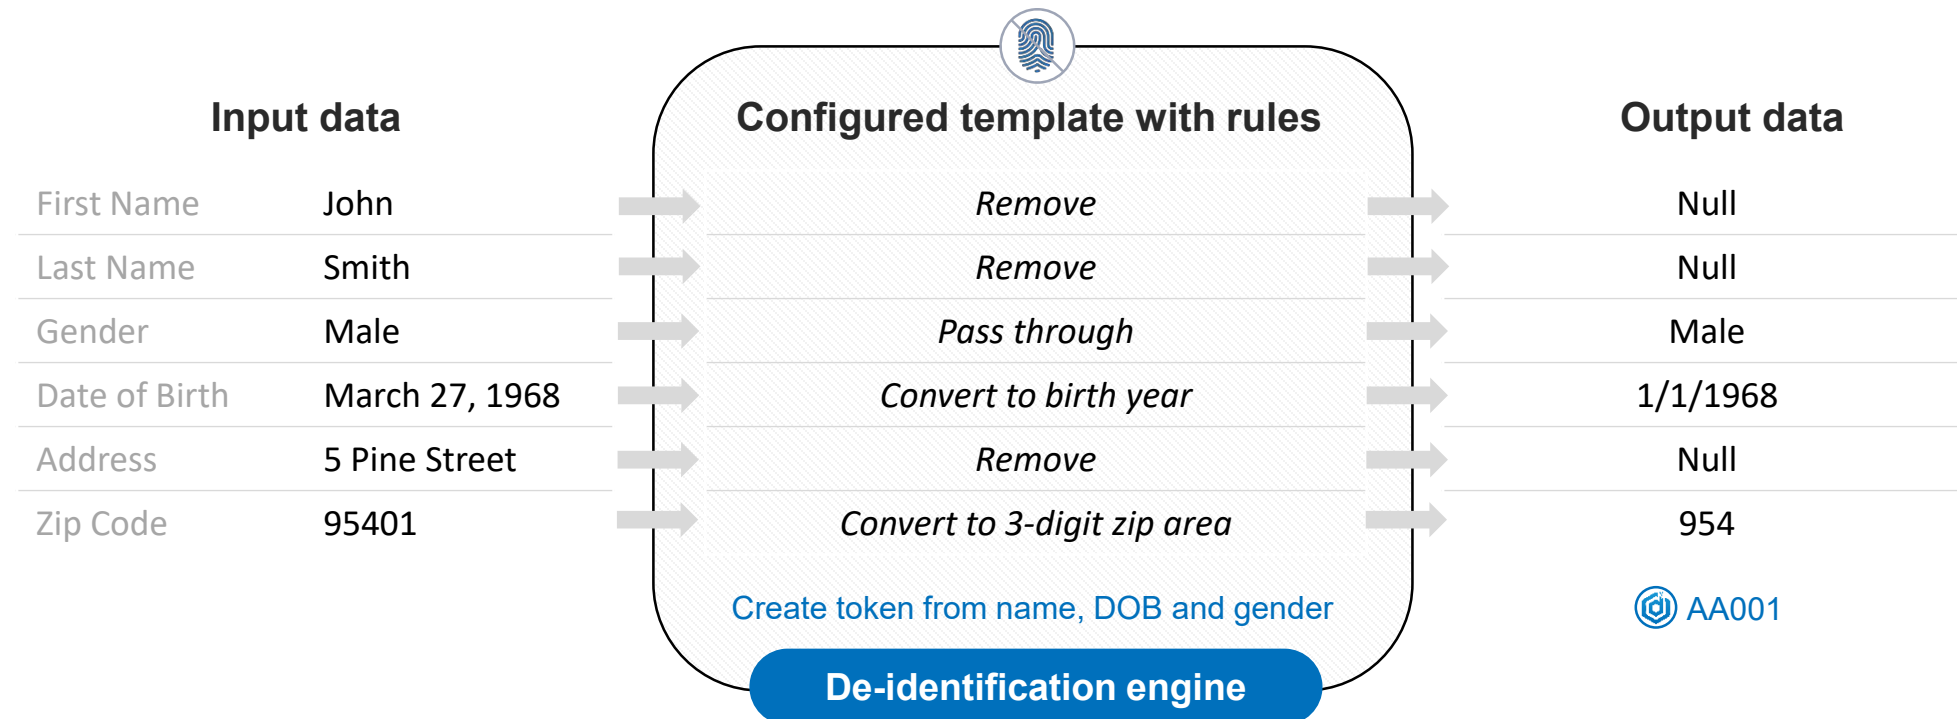 Input data Configured template with rules Output data
First Name John Remove Null
Last Name Smith Remove Null
Gender Male Pass through Male
Date of Birth March 27, 1968 Convert to birth year 1/1/1968
Address 5 Pine Street Remove Null
Zip Code 95401 Convert to 3-digit zip area 954
Create token from name, DOB and gender AA001
De-identification engine